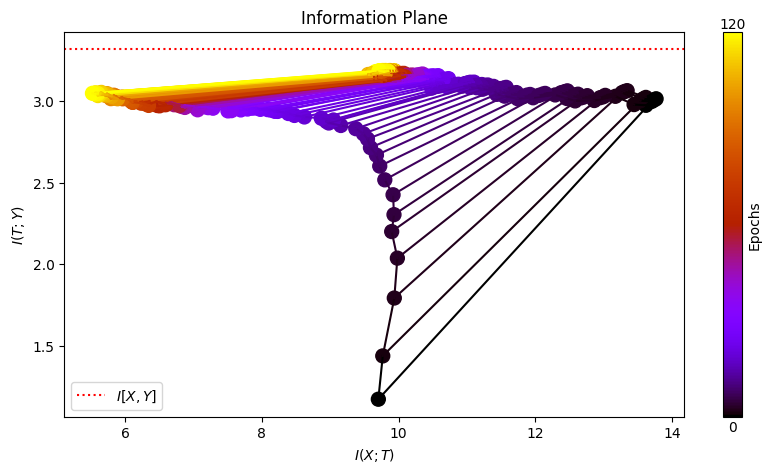 Information Plane
120
3.0
2.5
2.0
1.5
I(T; Y)
I[X, Y]
6
8
10
12
14
I(X; T)
Epochs
0